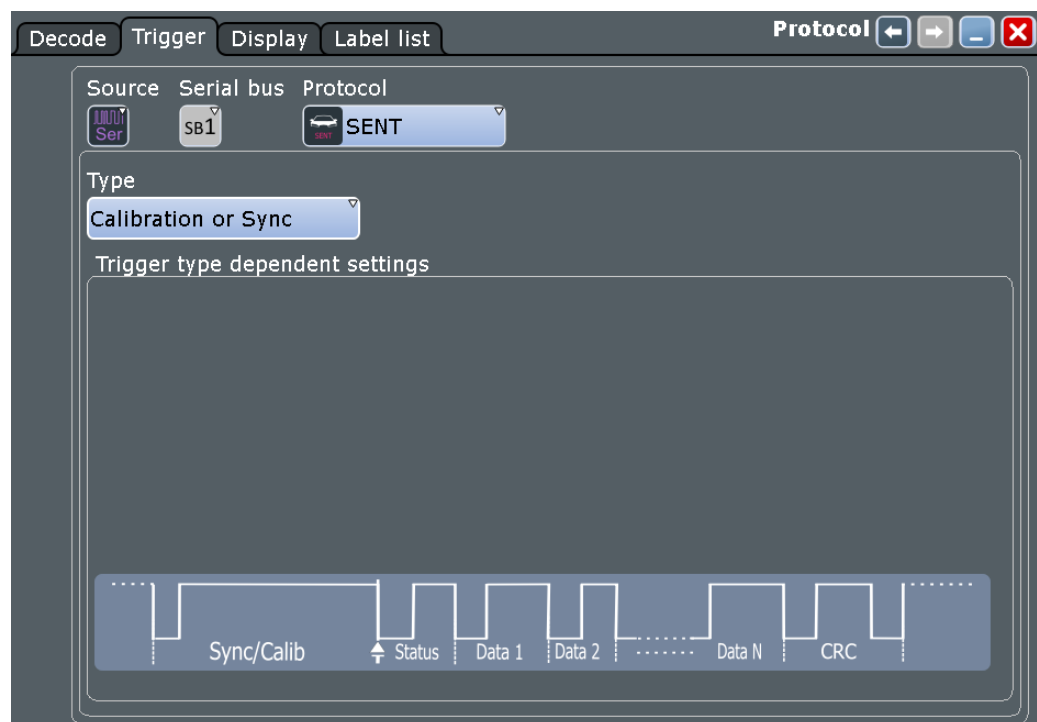 Decode Trigger Display Label list Protocol
Source Serial bus Protocol
Ser SB1 SENT SENT
Type
Calibration or Sync
Trigger type dependent settings
Sync/Calib Status Data 1 Data 2 Data N CRC